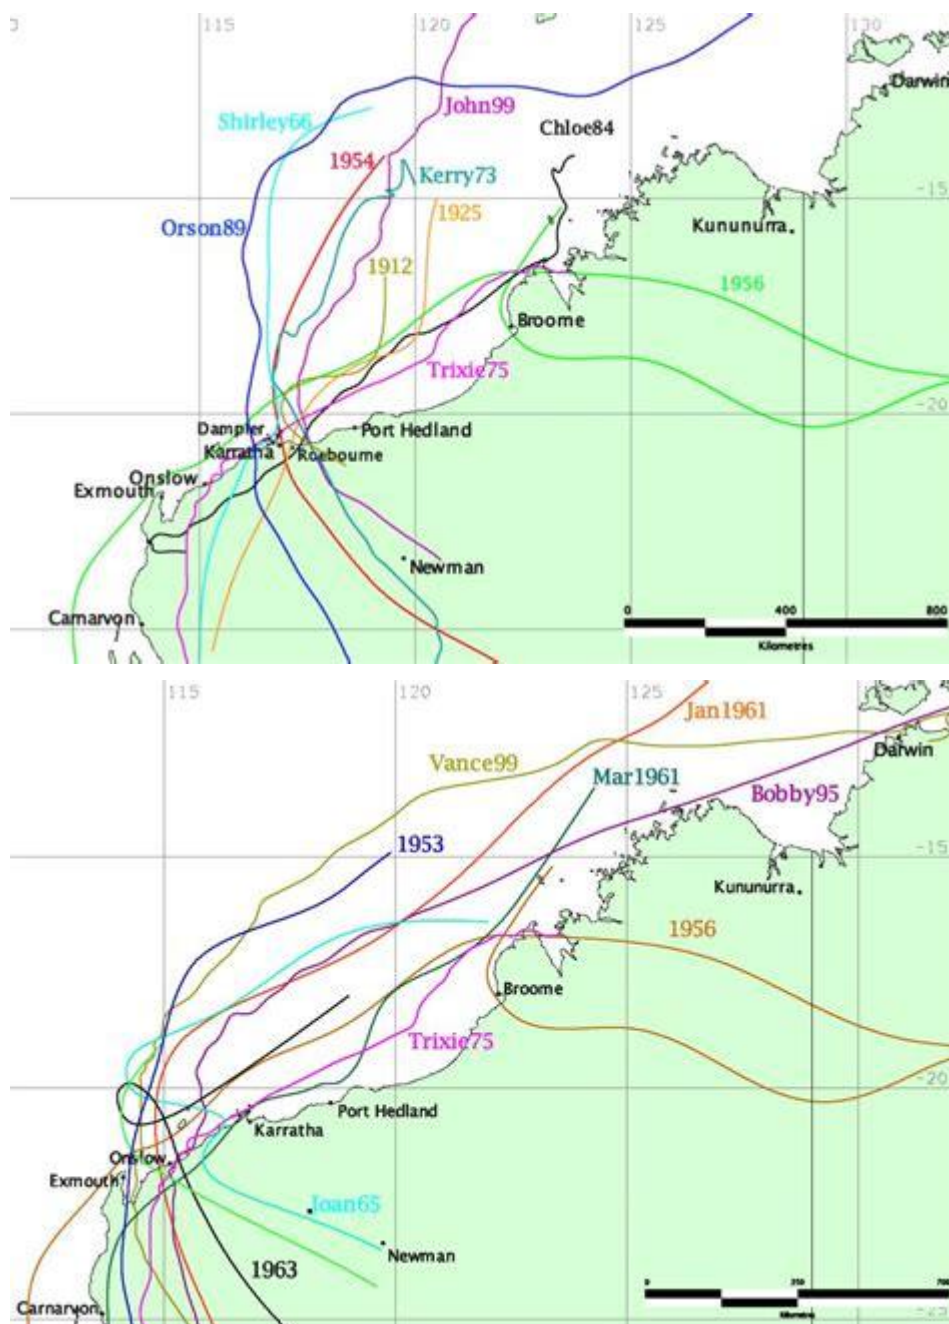 115
120
125
130
Darwin
John99
Shirley66
Chloe84
1954
Kerry73
-15
1925
Orson89
Kununurra
1912
1956
Broome
Trixie75
-20
Dampier
Port Hedland
Karratha
Roebourne
Onslow
Exmouth
Newman
0
400
800
Carnarvon
Kilometres
115
120
125
Jan1961
Darwin
Vance99
Mar1961
Bobby95
1953
-15
Kununurra
1956
Broome
Trixie75
-20
Port Hedland
Karratha
Onslow
Exmouth
Joan65
Newman
1963
0
Carnarvon
Kilometres